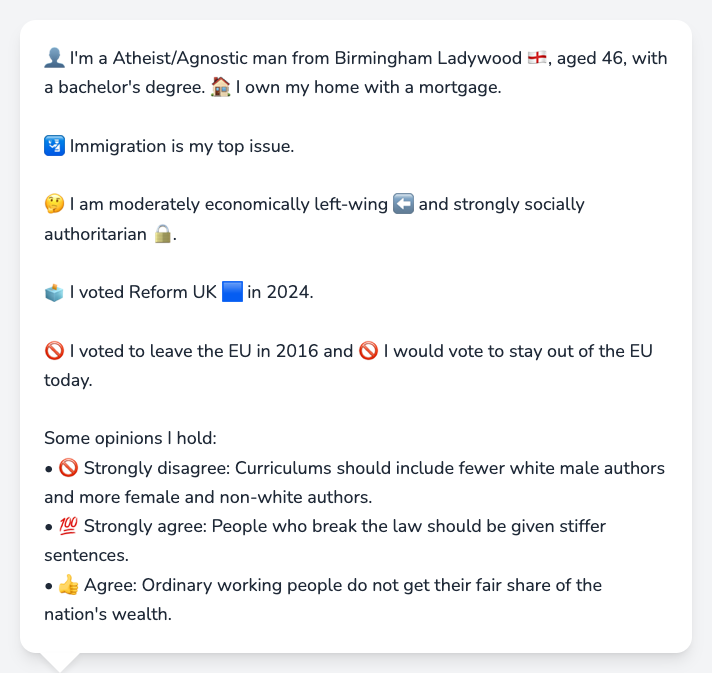 👤 I'm a Atheist/Agnostic man from Birmingham Ladywood 🏴󠁧󠁢󠁥󠁮󠁧󠁿, aged 46, with
a bachelor's degree. 🏠 I own my home with a mortgage.
🛂 Immigration is my top issue.
🤔 I am moderately economically left-wing ⬅️ and strongly socially
authoritarian 🔒.
🗳️ I voted Reform UK 🟦 in 2024.
🚫 I voted to leave the EU in 2016 and 🚫 I would vote to stay out of the EU
today.
Some opinions I hold:
• 🚫 Strongly disagree: Curriculums should include fewer white male authors
and more female and non-white authors.
• 💯 Strongly agree: People who break the law should be given stiffer
sentences.
• 👍 Agree: Ordinary working people do not get their fair share of the
nation's wealth.